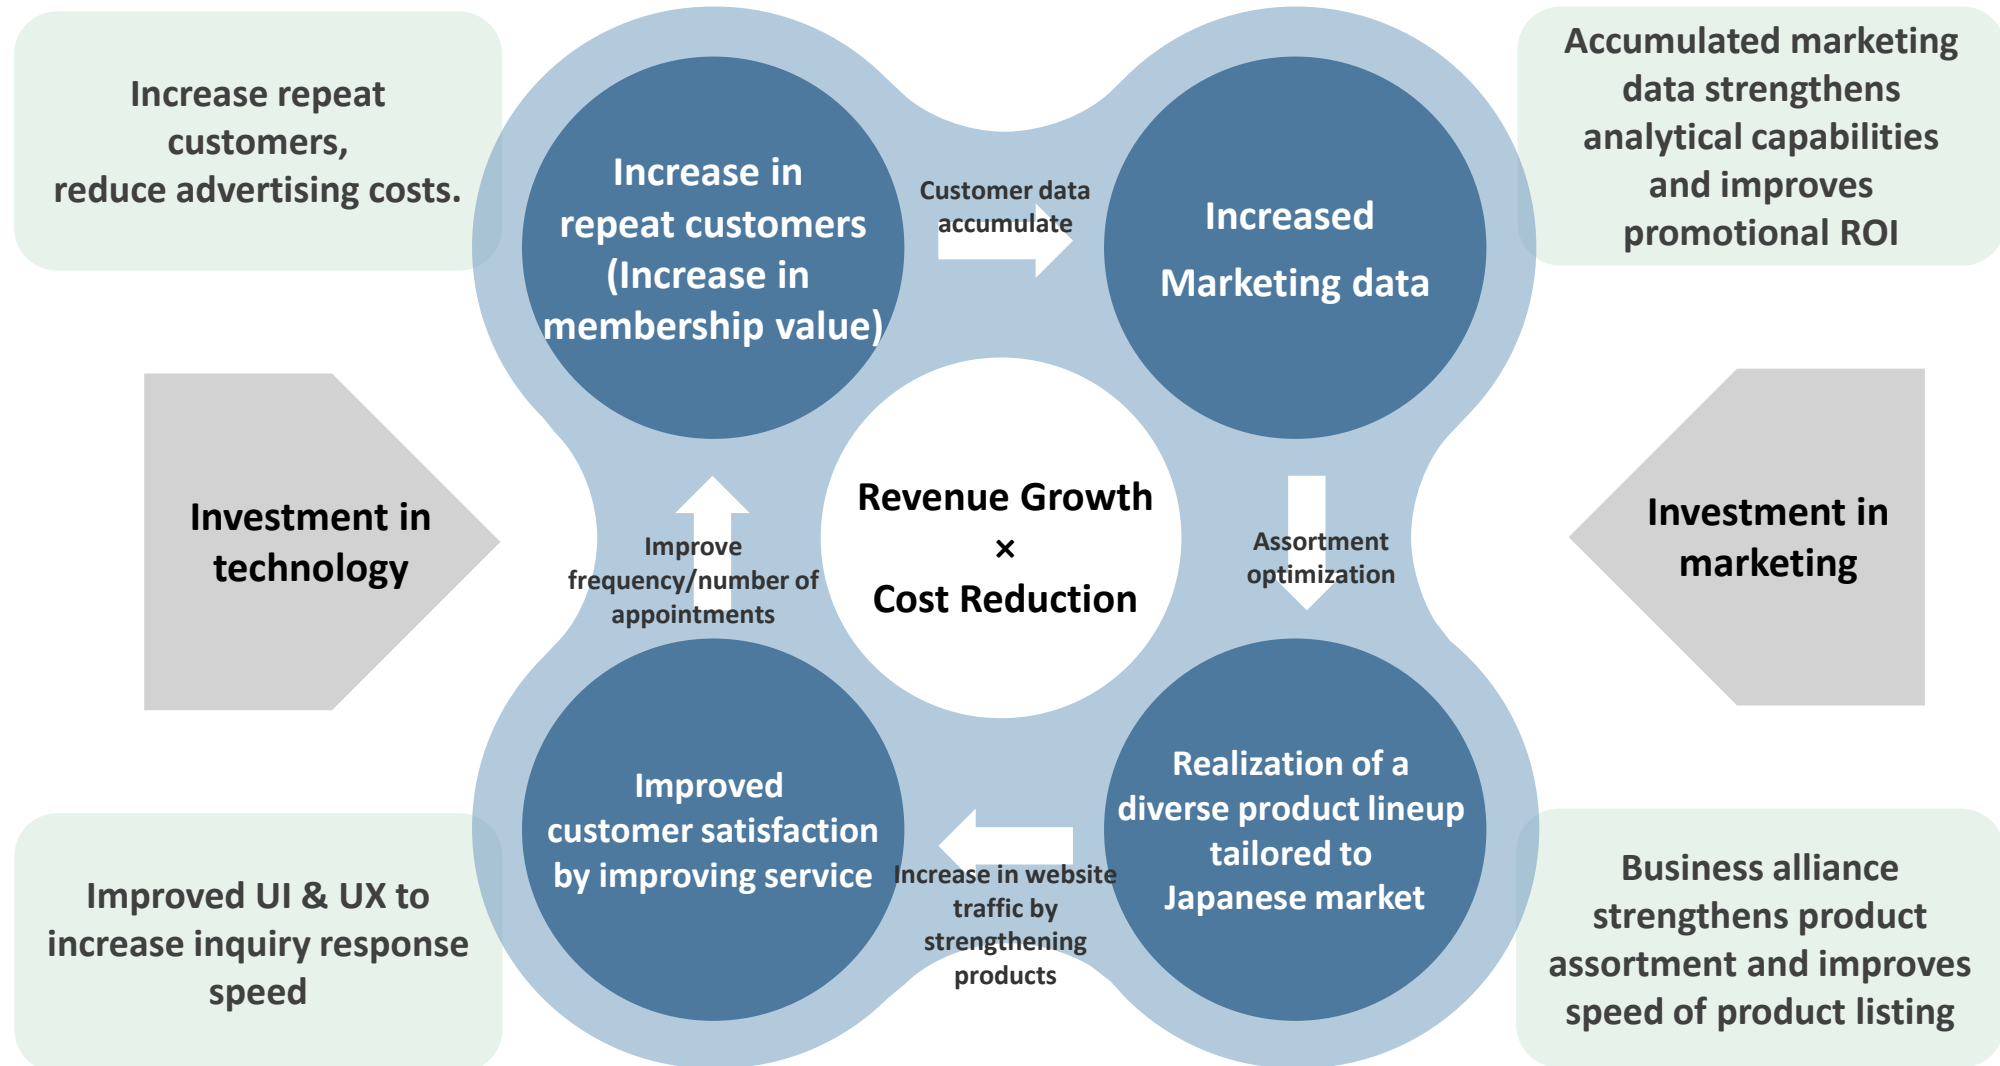 Increase repeat
customers,
reduce advertising costs.
Increase in
repeat customers
(Increase in
membership value)
Customer data
accumulate
Increased
Marketing data
Accumulated marketing
data strengthens
analytical capabilities
and improves
promotional ROI
Investment in
technology
Improve
frequency/number of
appointments
Revenue Growth
×
Cost Reduction
Assortment
optimization
Investment in
marketing
Improved UI & UX to
increase inquiry response
speed
Improved
customer satisfaction
by improving service
Increase in website
traffic by
strengthening
products
Realization of a
diverse product lineup
tailored to
Japanese market
Business alliance
strengthens product
assortment and improves
speed of product listing